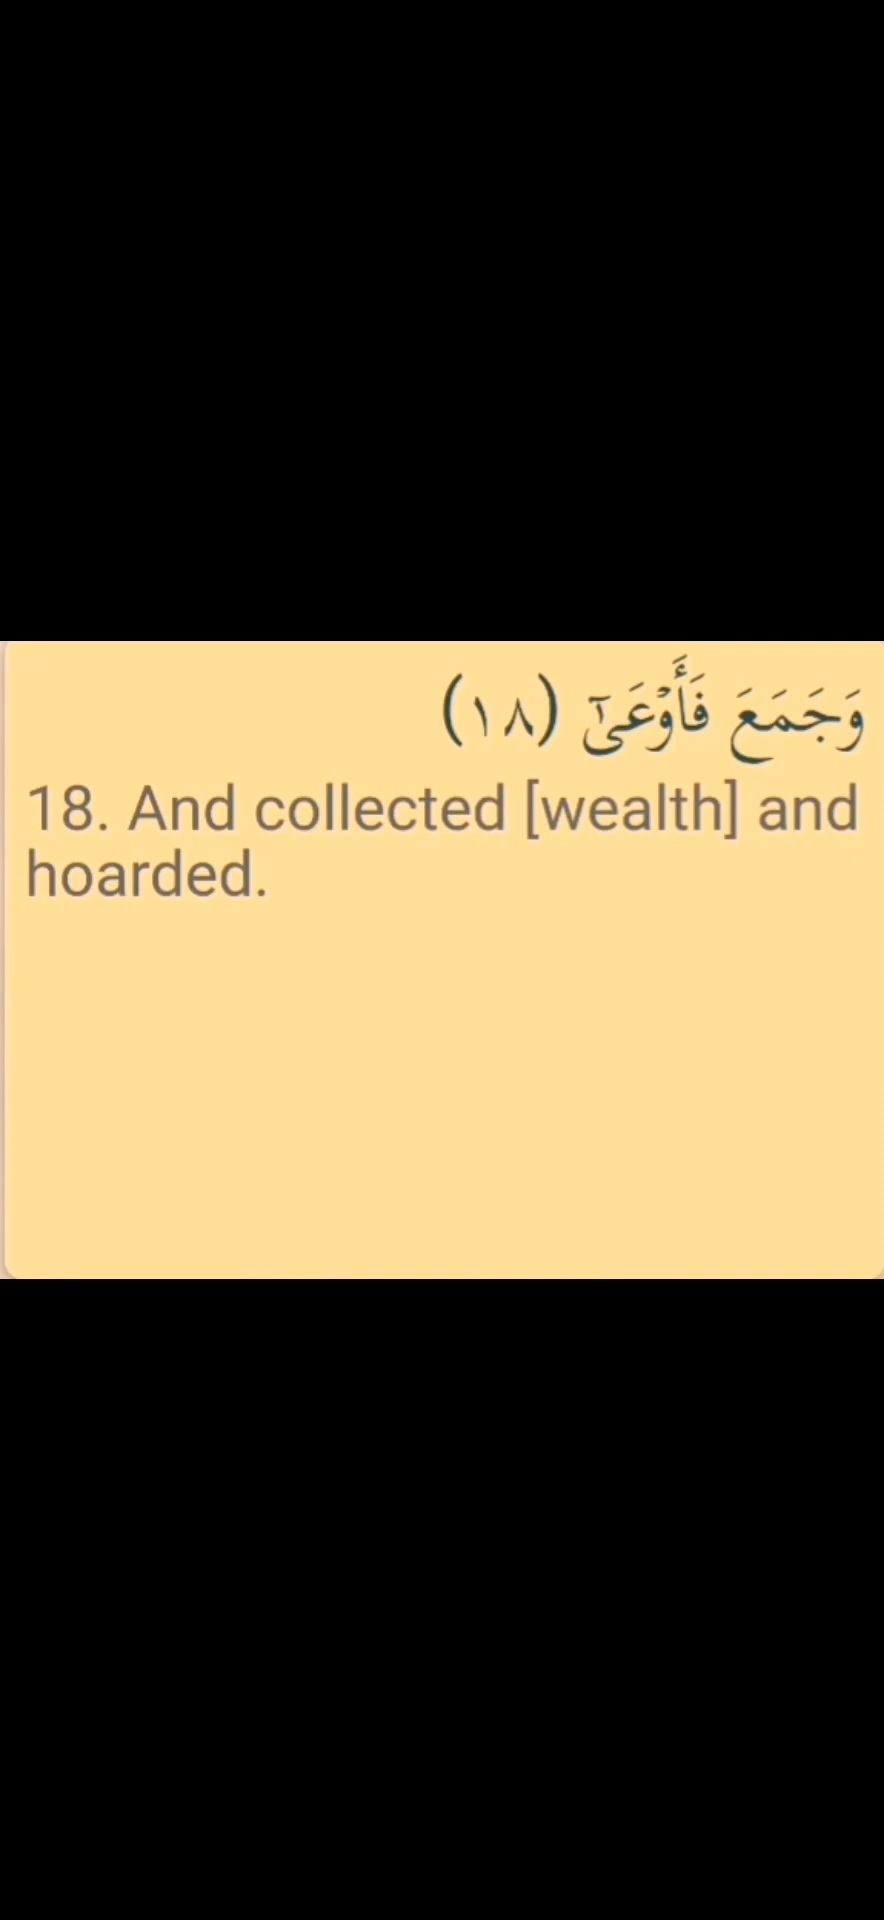 وَجَمَعَ فَأَوْعَىٰٓ (١٨)
18. And collected [wealth] and
hoarded.